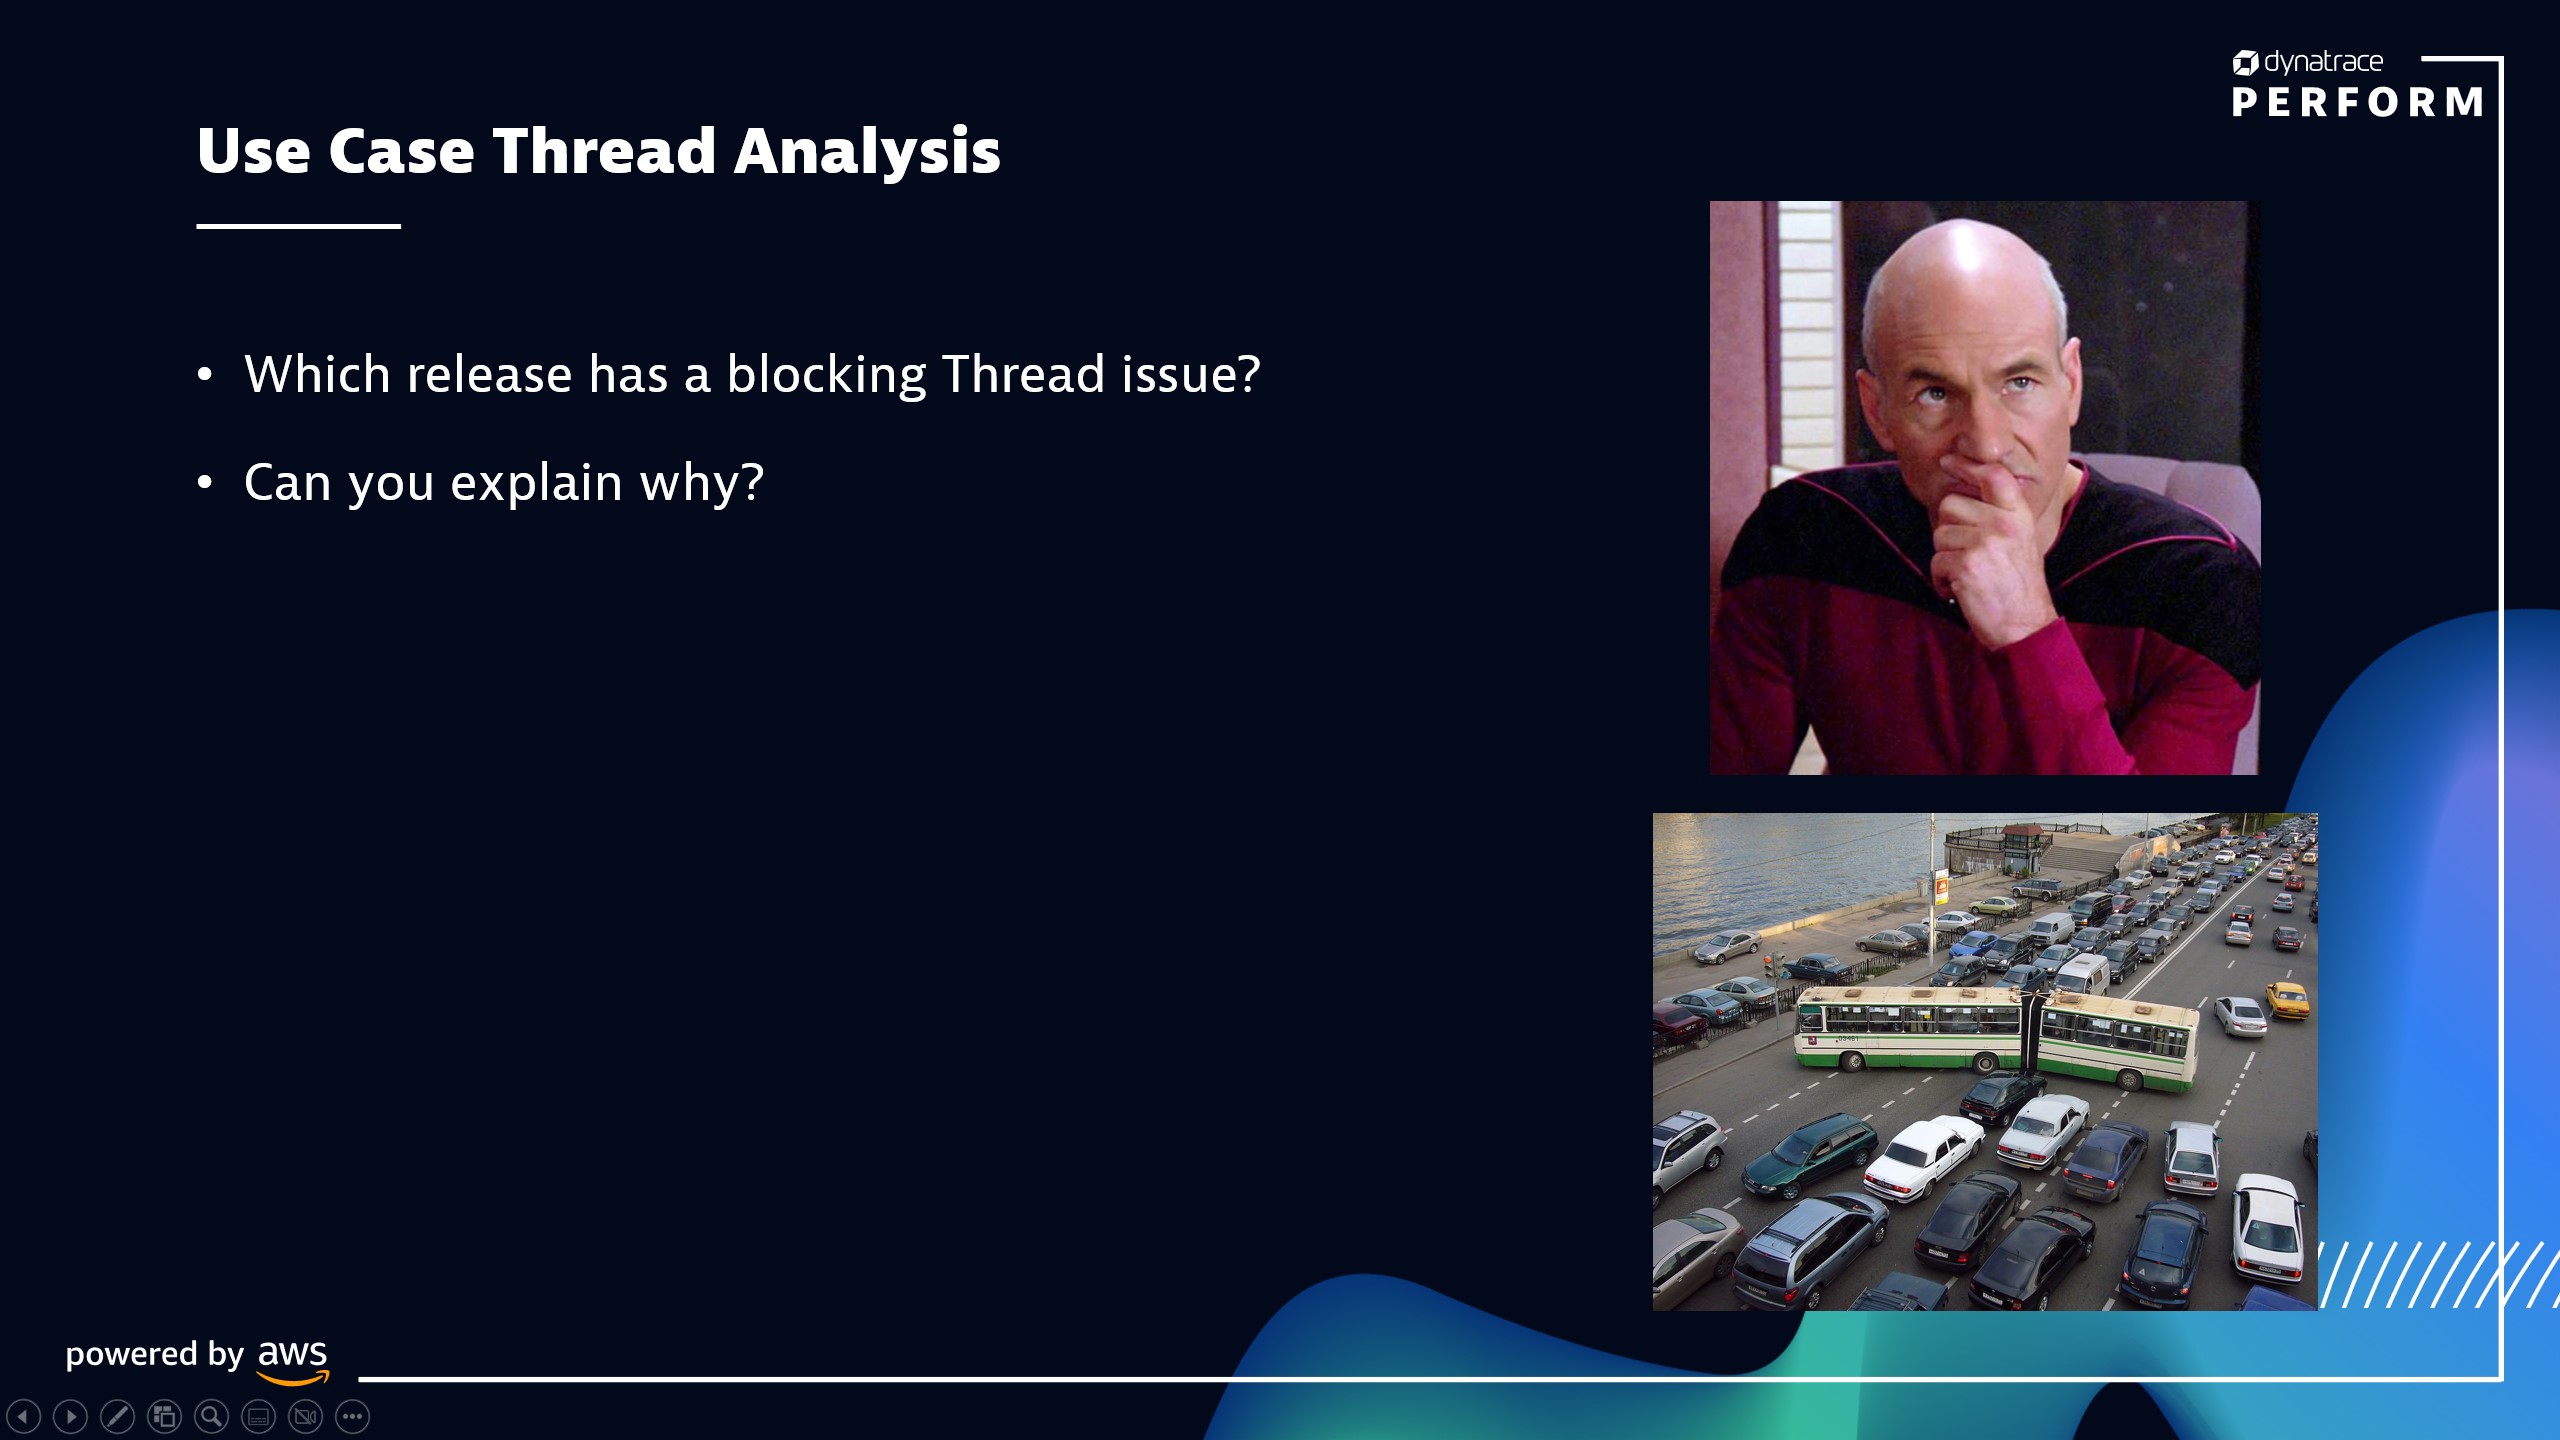 dynatrace
PERFORM
Use Case Thread Analysis
• Which release has a blocking Thread issue?
• Can you explain why?
powered by aws